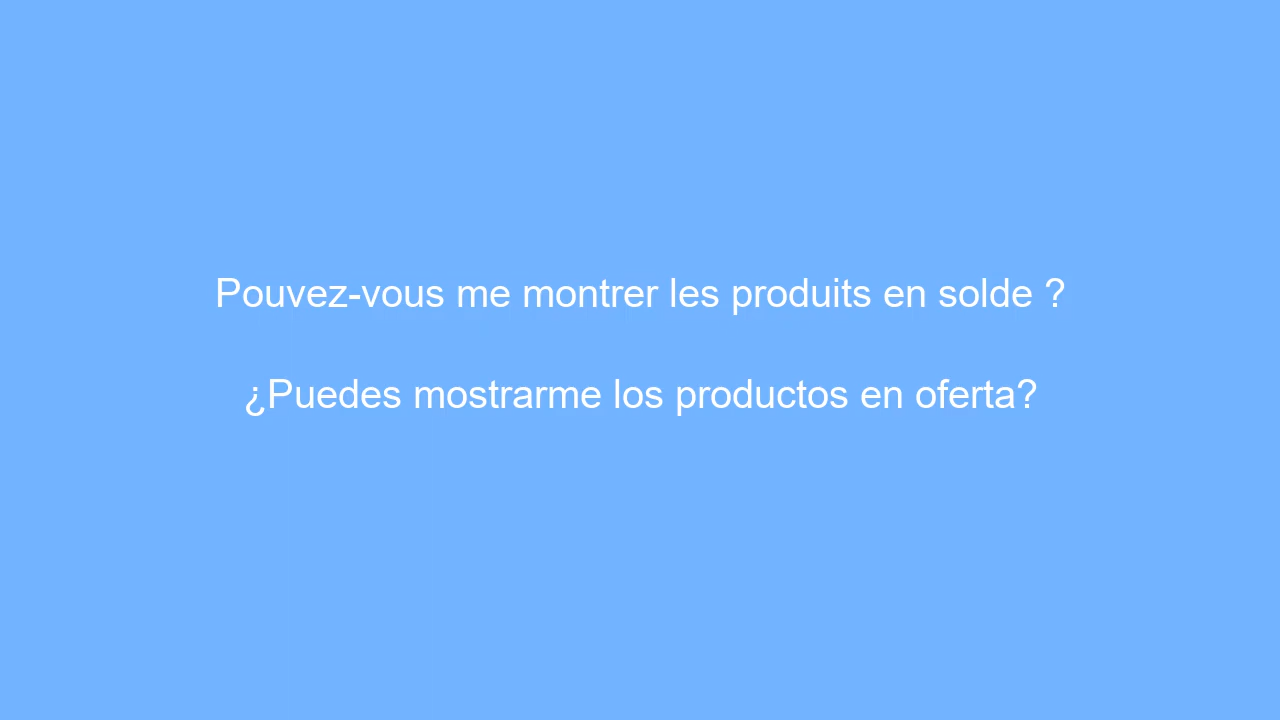 Pouvez-vous me montrer les produits en solde ?
¿Puedes mostrarme los productos en oferta?